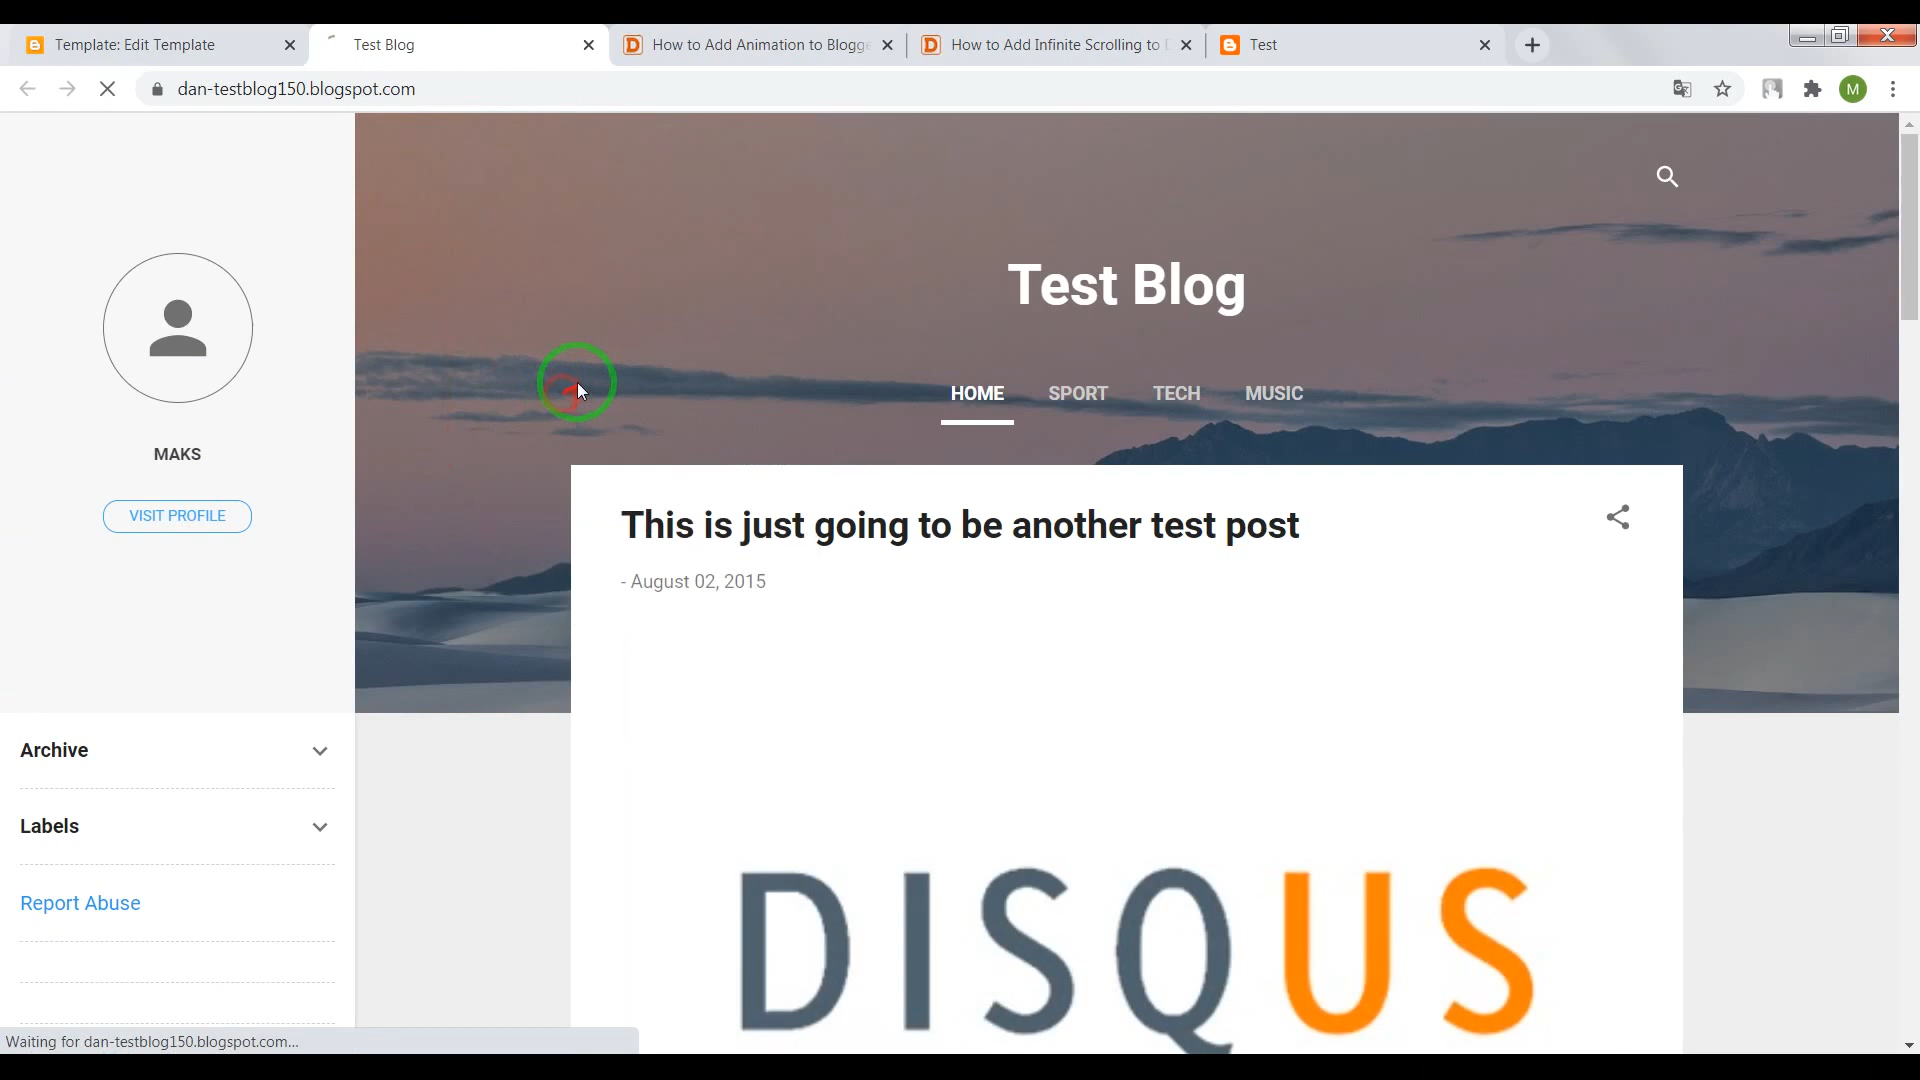 Template: Edit Template
Test Blog
How to Add Animation to Blogge
How to Add Infinite Scrolling to
Test
dan-testblog150.blogspot.com
M
Test Blog
HOME SPORT TECH MUSIC
MAKS
VISIT PROFILE
This is just going to be another test post
- August 02, 2015
Archive
Labels
Report Abuse
DISQUS
Waiting for dan-testblog150.blogspot.com...